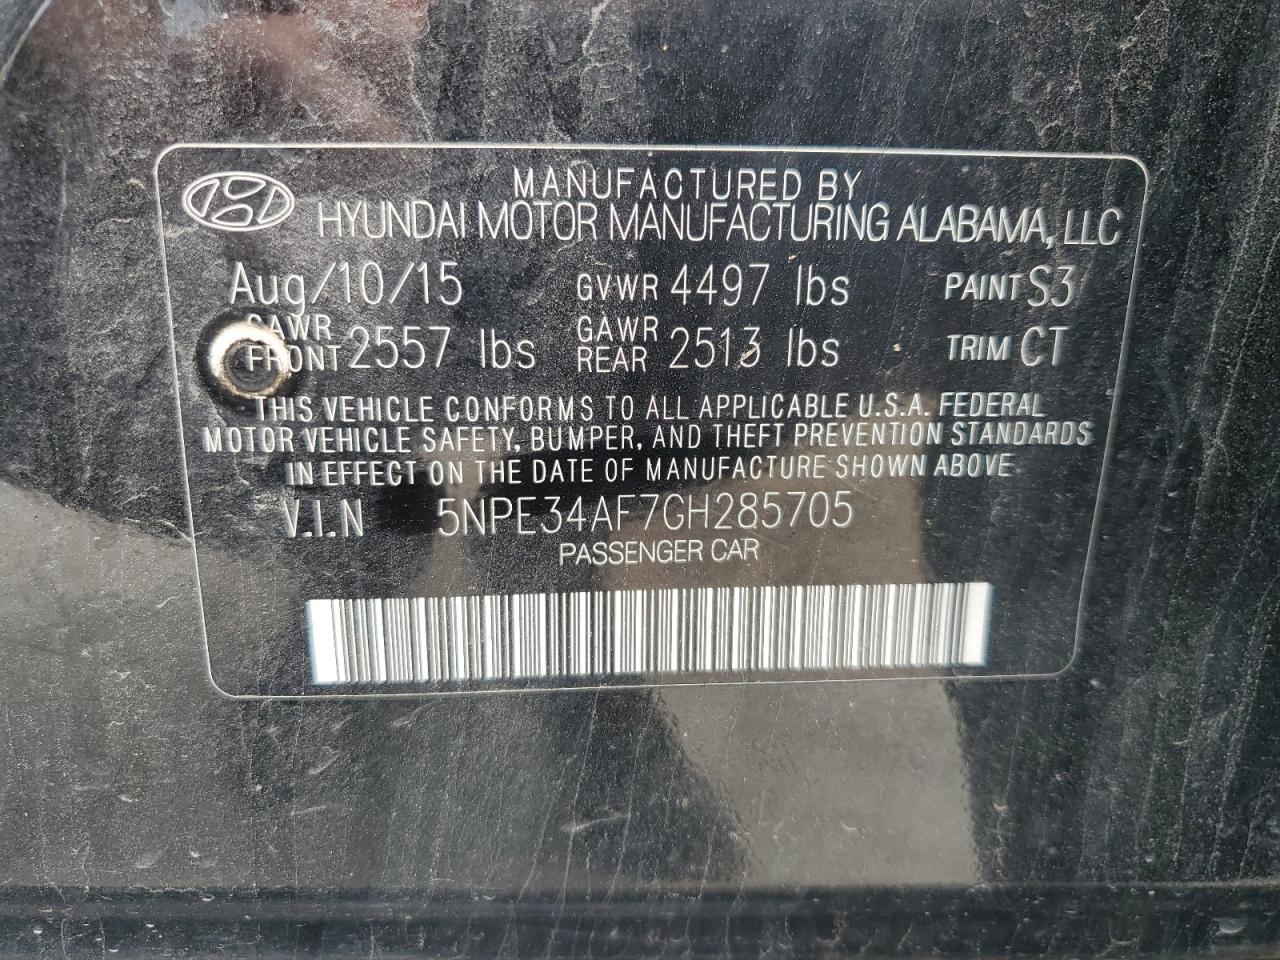 MANUFACTURED BY
HYUNDAI MOTOR MANUFACTURING ALABAMA, LLC
Aug/10/15 GVWR 4497 lbs PAINT S3
GAWR FRONT 2557 lbs GAWR REAR 2513 lbs TRIM CT
THIS VEHICLE CONFORMS TO ALL APPLICABLE U.S.A. FEDERAL
MOTOR VEHICLE SAFETY, BUMPER, AND THEFT PREVENTION STANDARDS
IN EFFECT ON THE DATE OF MANUFACTURE SHOWN ABOVE
V.I.N 5NPE34AF7GH285705
PASSENGER CAR